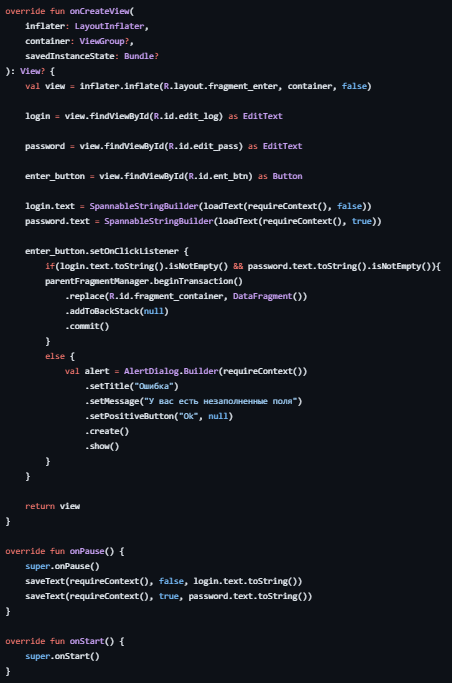 override fun onCreateView(
    inflater: LayoutInflater,
    container: ViewGroup?,
    savedInstanceState: Bundle?
): View? {
    val view = inflater.inflate(R.layout.fragment_enter, container, false)

    login = view.findViewById(R.id.edit_log) as EditText

    password = view.findViewById(R.id.edit_pass) as EditText

    enter_button = view.findViewById(R.id.ent_btn) as Button

    login.text = SpannableStringBuilder(loadText(requireContext(), false))
    password.text = SpannableStringBuilder(loadText(requireContext(), true))

    enter_button.setOnClickListener {
        if(login.text.toString().isNotEmpty() && password.text.toString().isNotEmpty()){
        parentFragmentManager.beginTransaction()
            .replace(R.id.fragment_container, DataFragment())
            .addToBackStack(null)
            .commit()
        }
        else {
            val alert = AlertDialog.Builder(requireContext())
                .setTitle("Ошибка")
                .setMessage("У вас есть незаполненные поля")
                .setPositiveButton("Ok", null)
                .create()
                .show()
        }
    }

    return view
}

override fun onPause() {
    super.onPause()
    saveText(requireContext(), false, login.text.toString())
    saveText(requireContext(), true, password.text.toString())
}

override fun onStart() {
    super.onStart()
}